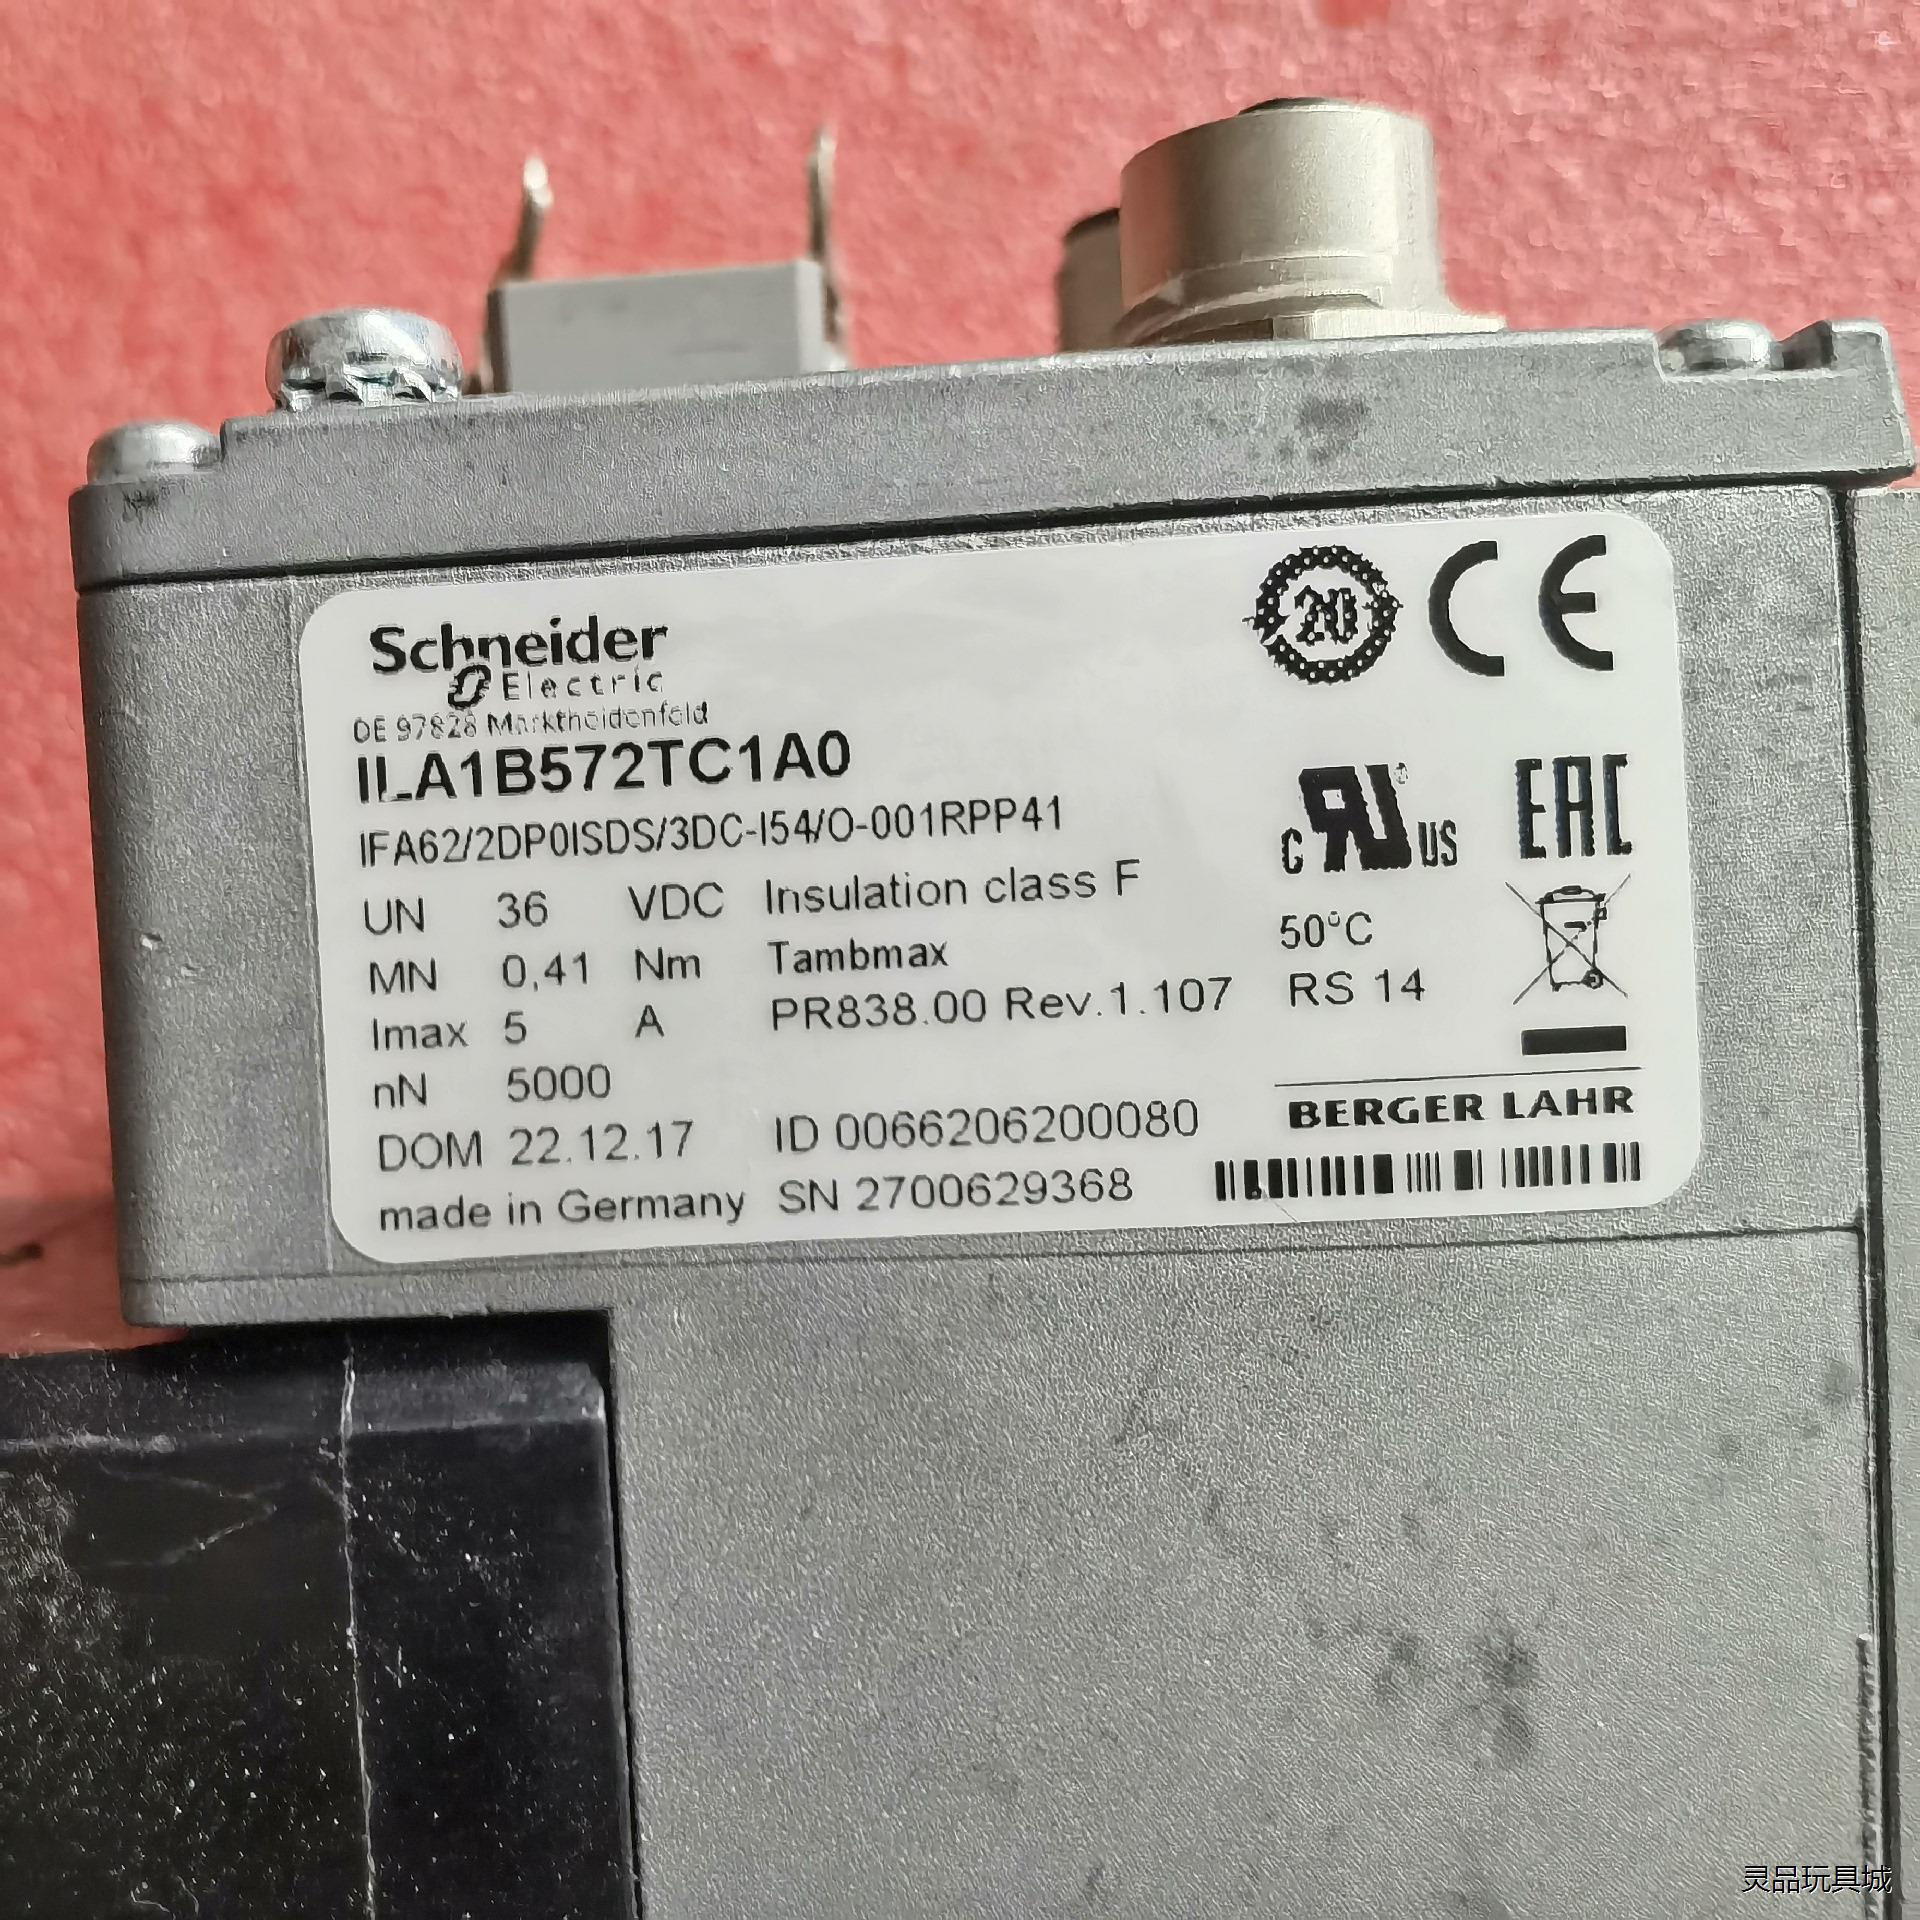 20 CE
Schneider
Electric
DE 97828 Marktheidenfeld
ILA1B572TC1A0
IFA62/2DP0ISDS/3DC-I54/O-001RPP41
c RU US EAC
UN 36 VDC Insulation class F
MN 0,41 Nm Tambmax 50°C
Imax 5 A PR838.00 Rev.1.107 RS 14
nN 5000
DOM 22.12.17 ID 0066206200080 BERGER LAHR
made in Germany SN 2700629368
灵品玩具城